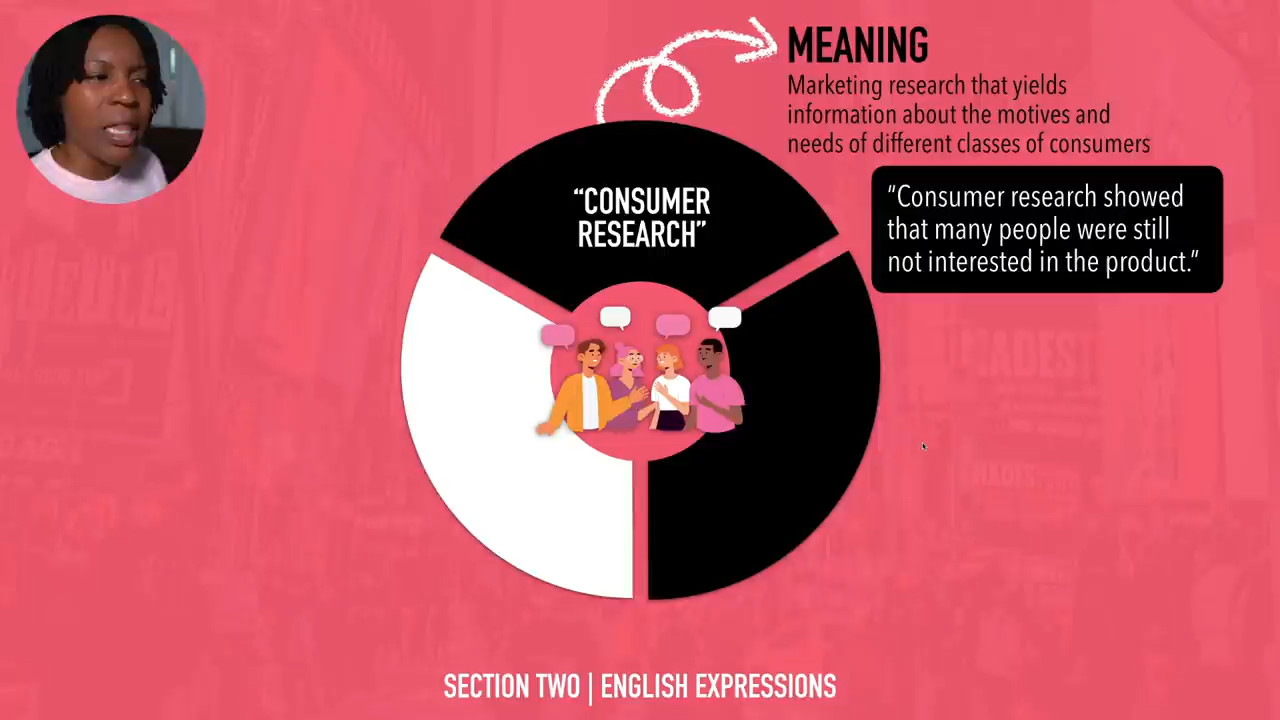 MEANING
Marketing research that yields
information about the motives and
needs of different classes of consumers
“CONSUMER
RESEARCH”
“Consumer research showed
that many people were still
not interested in the product.”
SECTION TWO | ENGLISH EXPRESSIONS